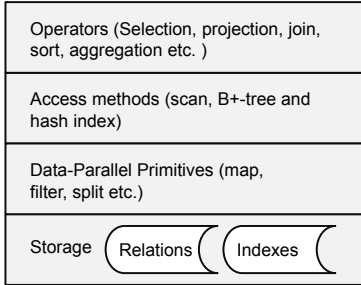 Operators (Selection, projection, join,
sort, aggregation etc. )
Access methods (scan, B+-tree and
hash index)
Data-Parallel Primitives (map,
filter, split etc.)
Storage Relations Indexes